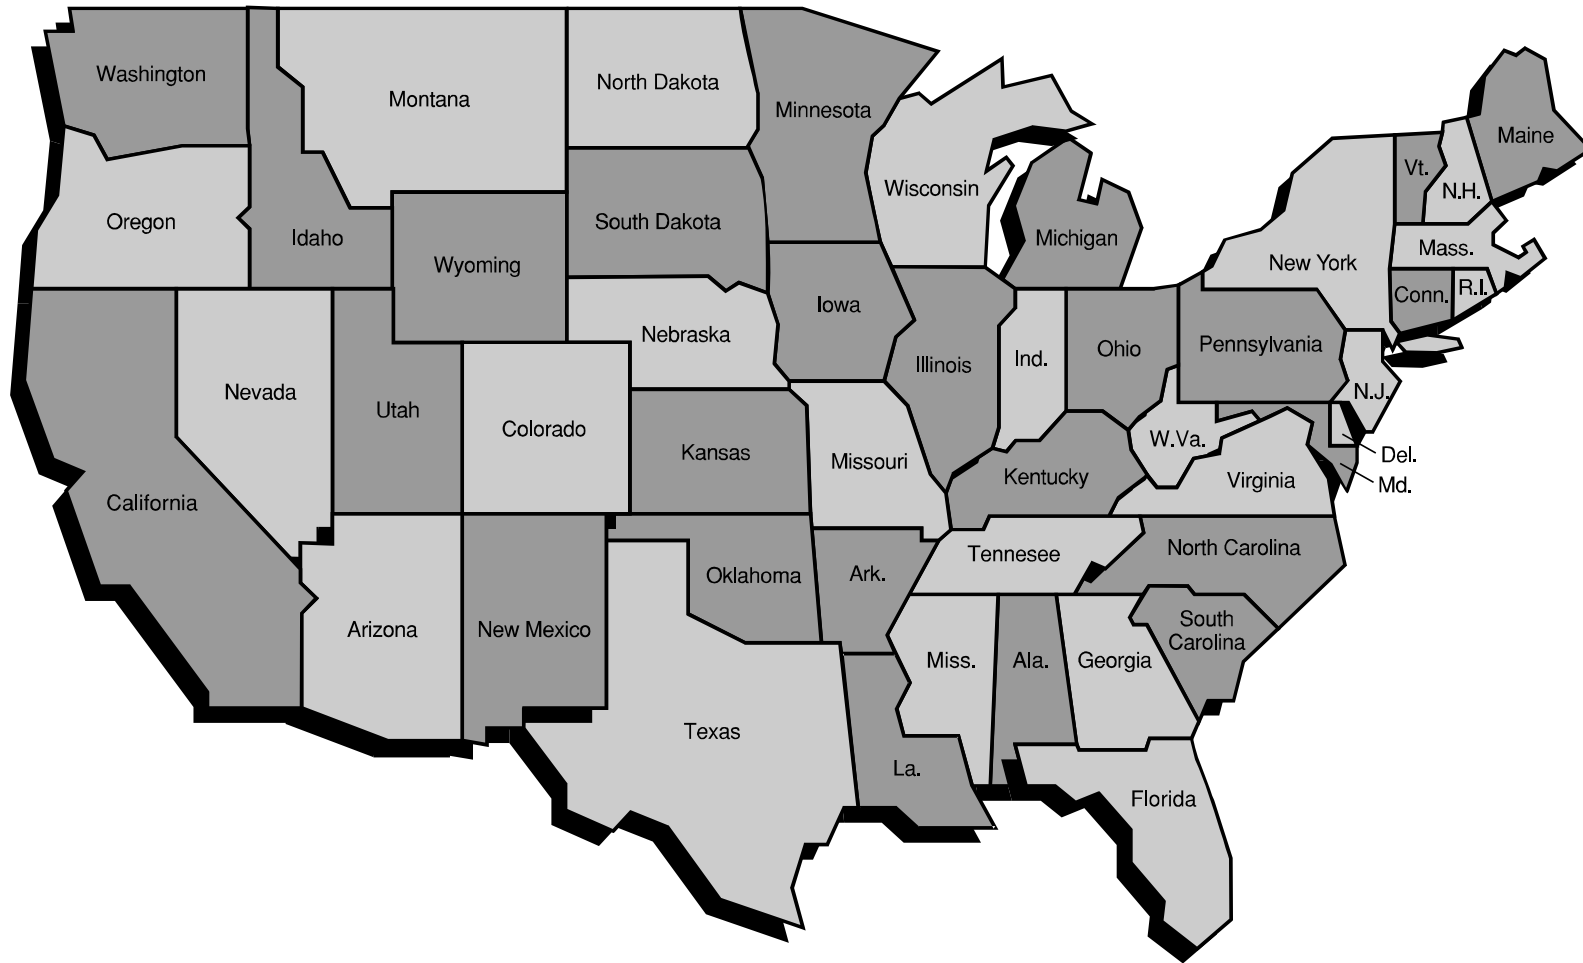 Washington
Montana
North Dakota
Minnesota
Maine
Vt.
N.H.
Oregon
Idaho
Wyoming
South Dakota
Wisconsin
Michigan
New York
Mass.
Conn.
R.I.
Nebraska
Iowa
Illinois
Ind.
Ohio
Pennsylvania
N.J.
Nevada
Utah
Colorado
Kansas
Missouri
Kentucky
W.Va.
Virginia
Del.
Md.
California
Arizona
New Mexico
Oklahoma
Ark.
Tennesee
North Carolina
South
Carolina
Texas
La.
Miss.
Ala.
Georgia
Florida